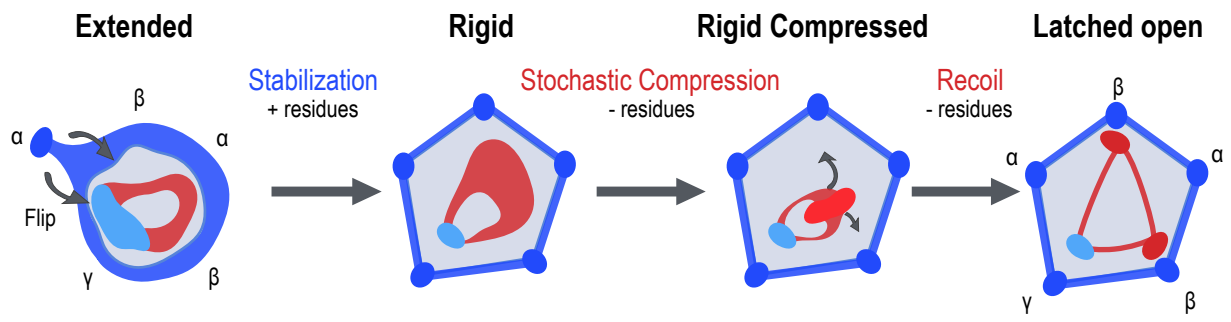 Extended
Rigid
Rigid Compressed
Latched open
Stabilization
+ residues
Stochastic Compression
- residues
Recoil
- residues
α
β
α
Flip
γ
β
β
α
α
γ
β